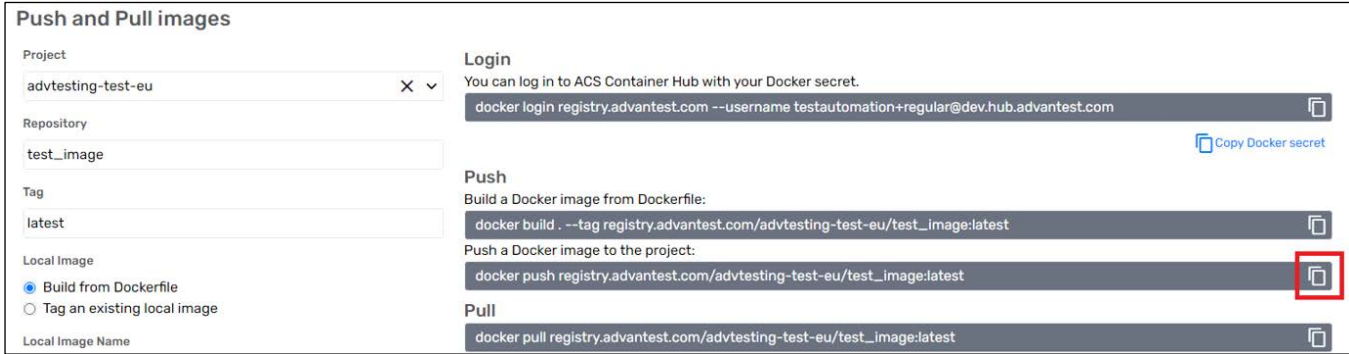 Push and Pull images
Project
advtesting-test-eu
Repository
test_image
Tag
latest
Local Image
Build from Dockerfile
Tag an existing local image
Local Image Name
Login
You can log in to ACS Container Hub with your Docker secret.
docker login registry.advantest.com --username testautomation+regular@dev.hub.advantest.com
Copy Docker secret
Push
Build a Docker image from Dockerfile:
docker build . --tag registry.advantest.com/advtesting-test-eu/test_image:latest
Push a Docker image to the project:
docker push registry.advantest.com/advtesting-test-eu/test_image:latest
Pull
docker pull registry.advantest.com/advtesting-test-eu/test_image:latest